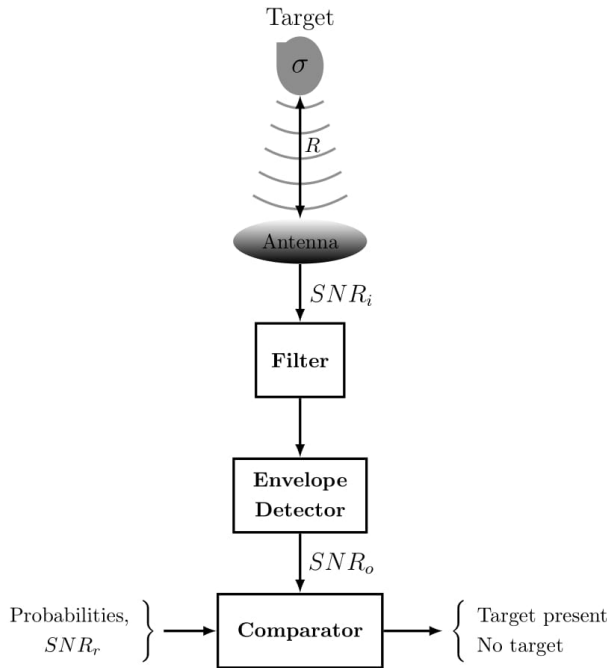 Target
σ
R
Antenna
SNR_i
Filter
Envelope
Detector
SNR_o
Probabilities,
SNR_r
Comparator
Target present
No target